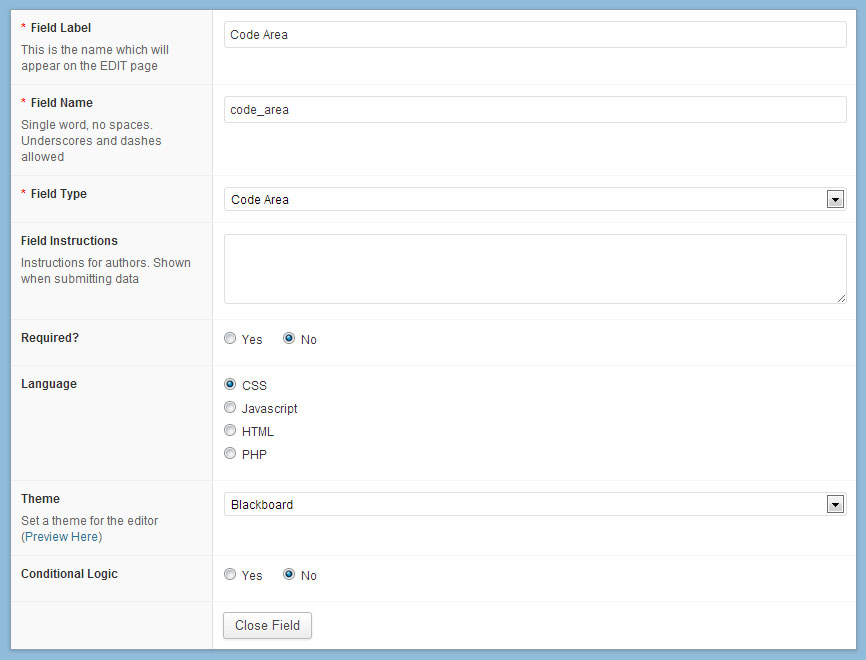 * Field Label
This is the name which will
appear on the EDIT page
Code Area
* Field Name
Single word, no spaces.
Underscores and dashes
allowed
code_area
* Field Type
Code Area
Field Instructions
Instructions for authors. Shown
when submitting data
Required?
Yes No
Language
CSS
Javascript
HTML
PHP
Theme
Set a theme for the editor
(Preview Here)
Blackboard
Conditional Logic
Yes No
Close Field